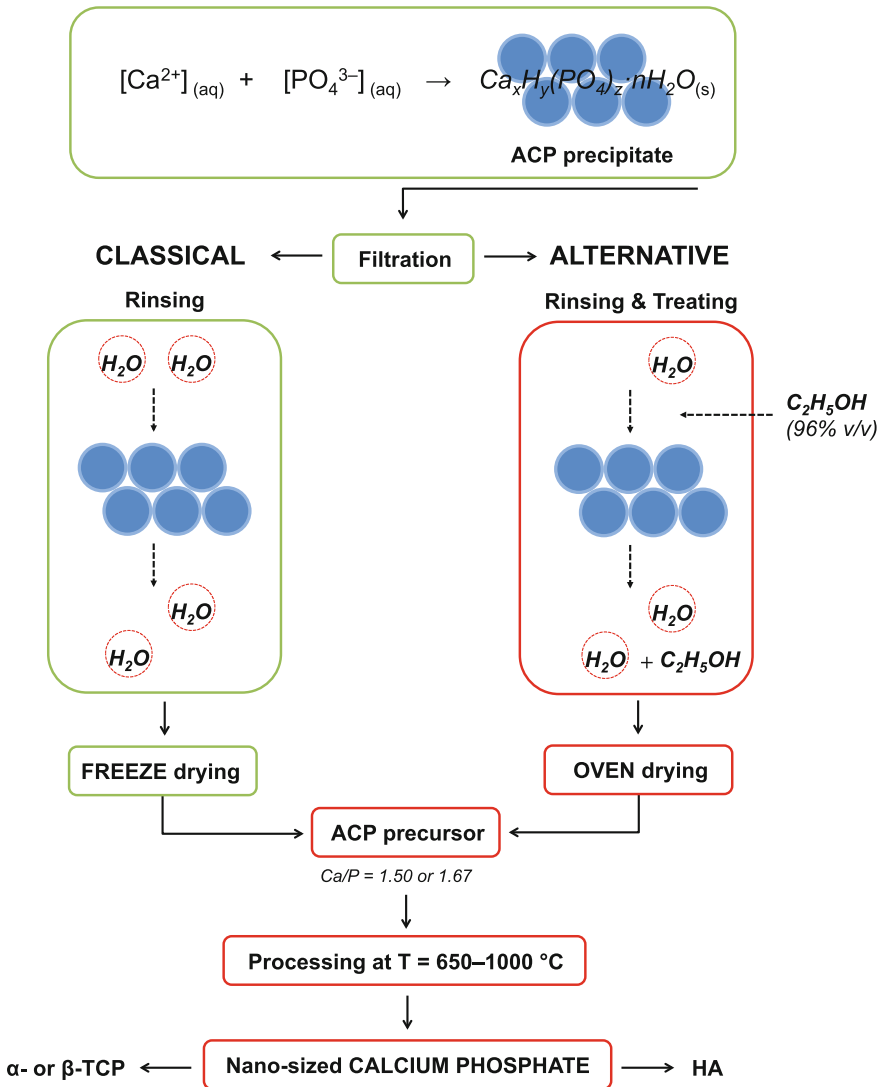 [Ca²⁺] (aq) + [PO₄³⁻] (aq) → CaₓHᵧ(PO₄)z·nH₂O(s)
ACP precipitate
CLASSICAL
Filtration
ALTERNATIVE
Rinsing
Rinsing & Treating
H₂O
H₂O
H₂O
C₂H₅OH
(96% v/v)
H₂O
H₂O
H₂O
H₂O + C₂H₅OH
FREEZE drying
OVEN drying
ACP precursor
Ca/P = 1.50 or 1.67
Processing at T = 650–1000 °C
α- or β-TCP
Nano-sized CALCIUM PHOSPHATE
HA